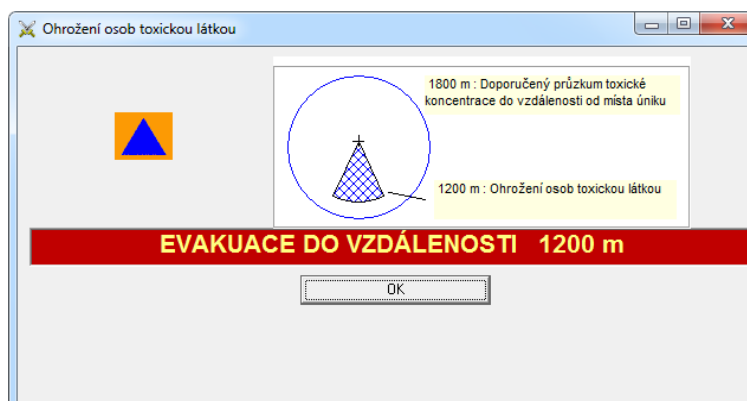 Ohrožení osob toxickou látkou
1800 m : Doporučený průzkum toxické
koncentrace do vzdálenosti od místa úniku
1200 m : Ohrožení osob toxickou látkou
EVAKUACE DO VZDÁLENOSTI 1200 m
OK